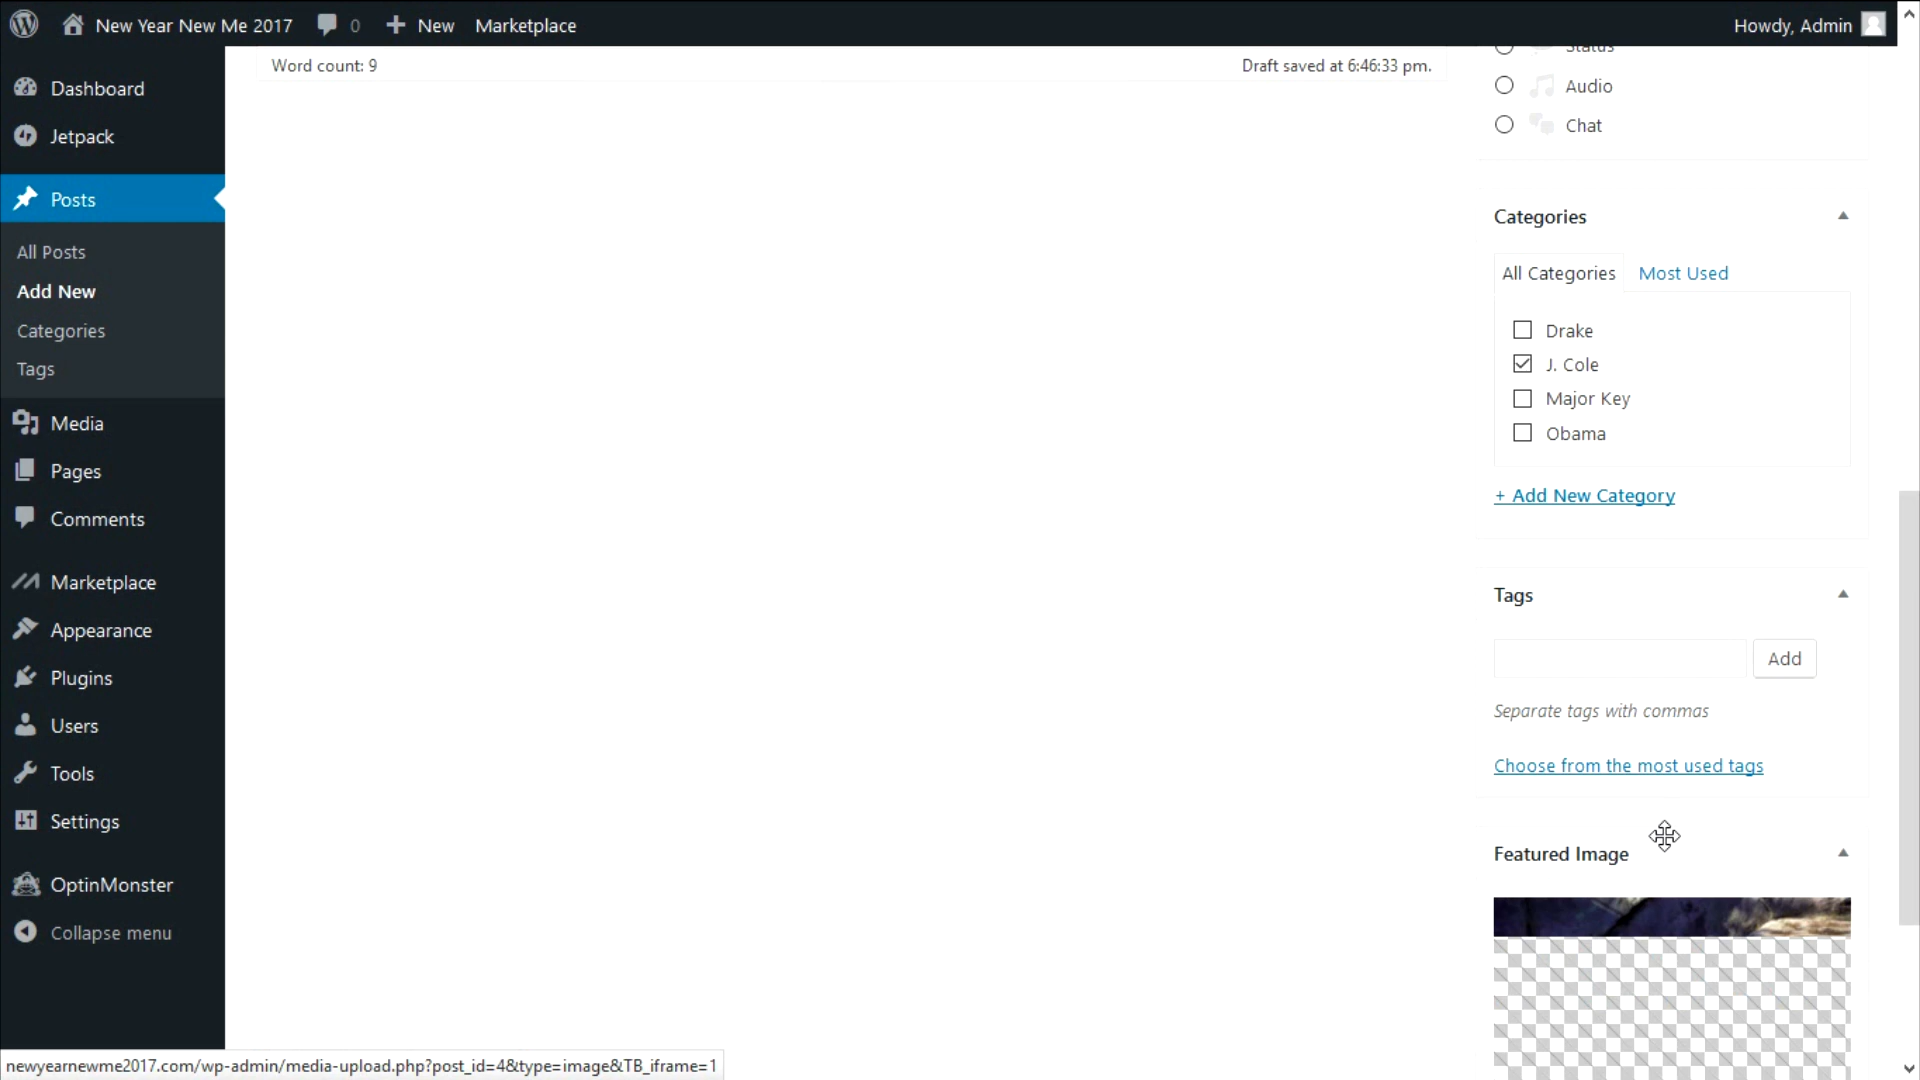 New Year New Me 2017 0 New Marketplace Howdy, Admin
Dashboard
Jetpack
Posts
All Posts
Add New
Categories
Tags
Media
Pages
Comments
Marketplace
Appearance
Plugins
Users
Tools
Settings
OptinMonster
Collapse menu
Word count: 9 Draft saved at 6:46:33 pm.
Status
Audio
Chat
Categories
All Categories Most Used
Drake
J. Cole
Major Key
Obama
+ Add New Category
Tags
Add
Separate tags with commas
Choose from the most used tags
Featured Image
newyearnewme2017.com/wp-admin/media-upload.php?post_id=4&type=image&TB_iframe=1